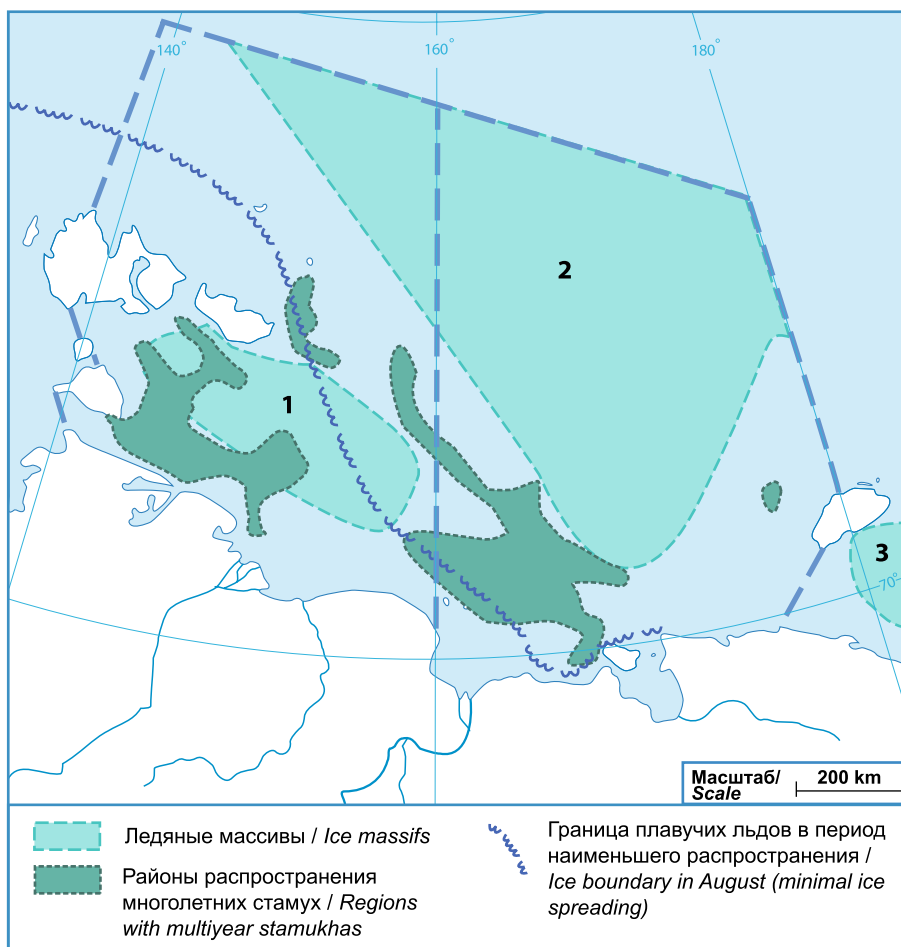 140°
160°
180°
2
1
3
70°
Масштаб/
Scale
200 km
Ледяные массивы / Ice massifs
Районы распространения
многолетних стамух / Regions
with multiyear stamukhas
Граница плавучих льдов в период
наименьшего распространения /
Ice boundary in August (minimal ice
spreading)